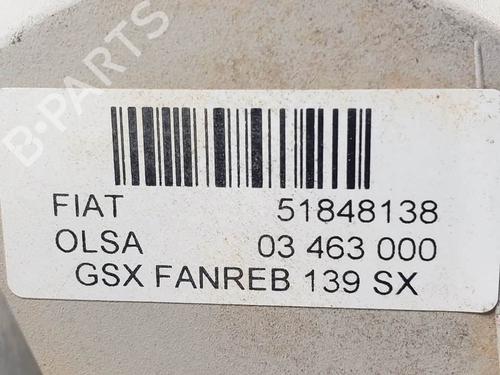 B-PARTS
FIAT 51848138
OLSA 03 463 000
GSX FANREB 139 SX